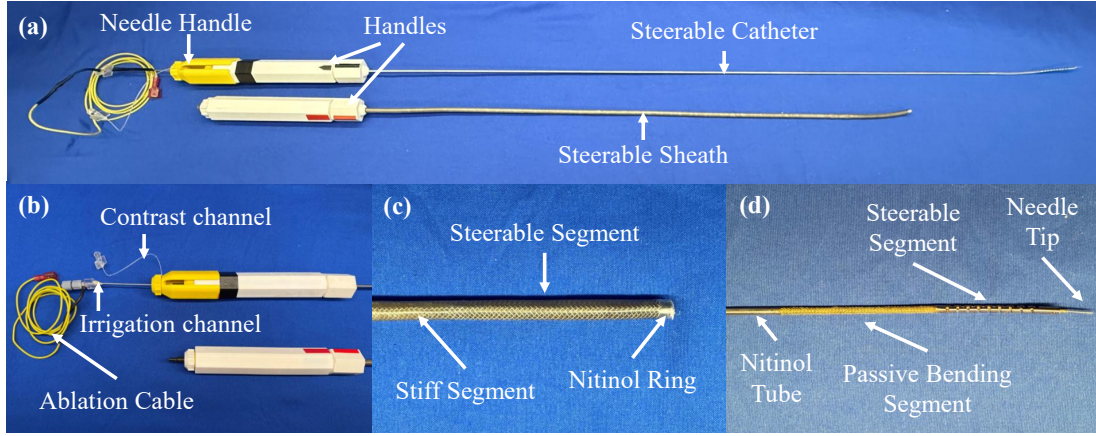 (a)
Needle Handle
Handles
Steerable Catheter
Steerable Sheath
(b)
Contrast channel
Irrigation channel
Ablation Cable
(c)
Steerable Segment
Stiff Segment
Nitinol Ring
(d)
Steerable
Segment
Needle
Tip
Nitinol
Tube
Passive Bending
Segment